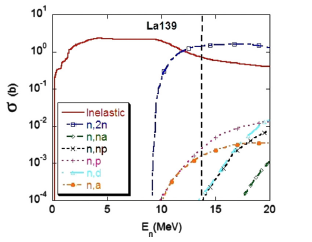 La139
10¹
10⁰
10⁻¹
10⁻²
10⁻³
10⁻⁴
σ (b)
Inelastic
n,2n
n,na
n,np
n,p
n,d
n,a
0 5 10 15 20
Eₙ(MeV)